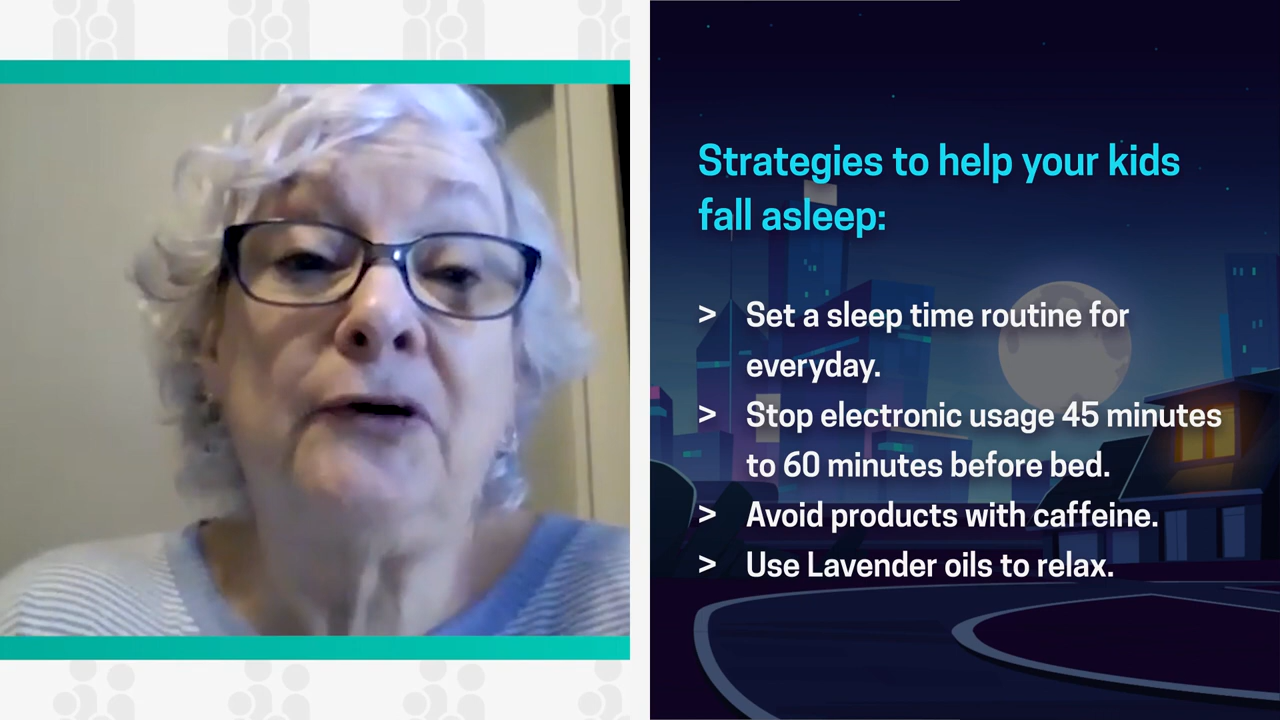 Strategies to help your kids
fall asleep:
> Set a sleep time routine for
everyday.
> Stop electronic usage 45 minutes
to 60 minutes before bed.
> Avoid products with caffeine.
> Use Lavender oils to relax.